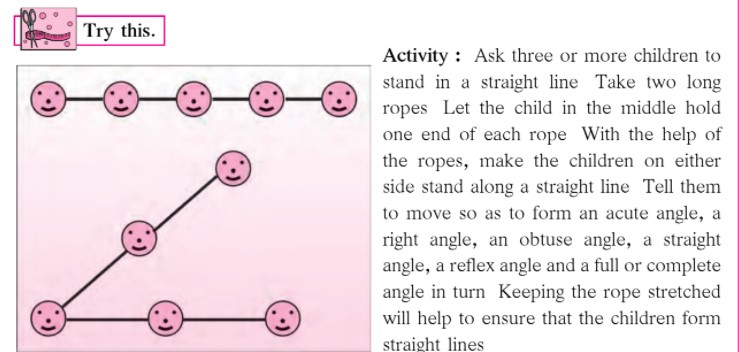 Try this.
Activity : Ask three or more children to
stand in a straight line Take two long
ropes Let the child in the middle hold
one end of each rope With the help of
the ropes, make the children on either
side stand along a straight line Tell them
to move so as to form an acute angle, a
right angle, an obtuse angle, a straight
angle, a reflex angle and a full or complete
angle in turn Keeping the rope stretched
will help to ensure that the children form
straight lines